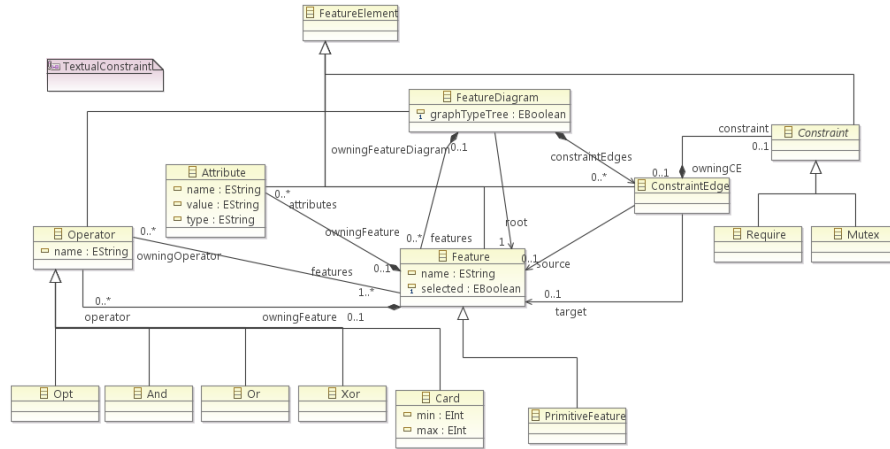 FeatureElement
TextualConstraint
FeatureDiagram
graphTypeTree : EBoolean
constraint
Constraint
0..1
owningFeatureDiagram
0..1
constraintEdges
owningCE
Attribute
name : EString
value : EString
type : EString
0..*
attributes
0..*
0..1
ConstraintEdge
root
Operator
name : EString
0..*
owningOperator
owningFeature
0..*
features
1
Require
Mutex
features
0..1
Feature
name : EString
selected : EBoolean
0..1
source
0..*
1..*
0..1
operator
owningFeature
0..1
target
Opt
And
Or
Xor
Card
min : EInt
max : EInt
PrimitiveFeature